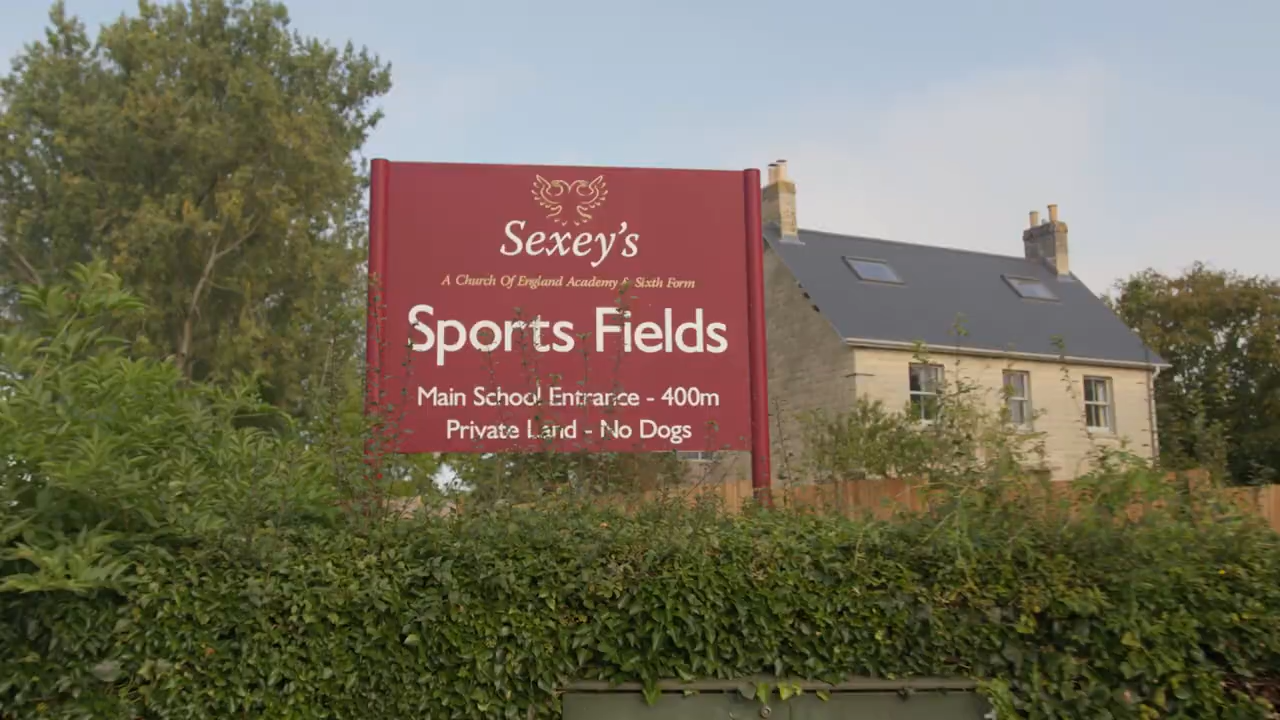 Sexey's
A Church Of England Academy & Sixth Form
Sports Fields
Main School Entrance - 400m
Private Land - No Dogs